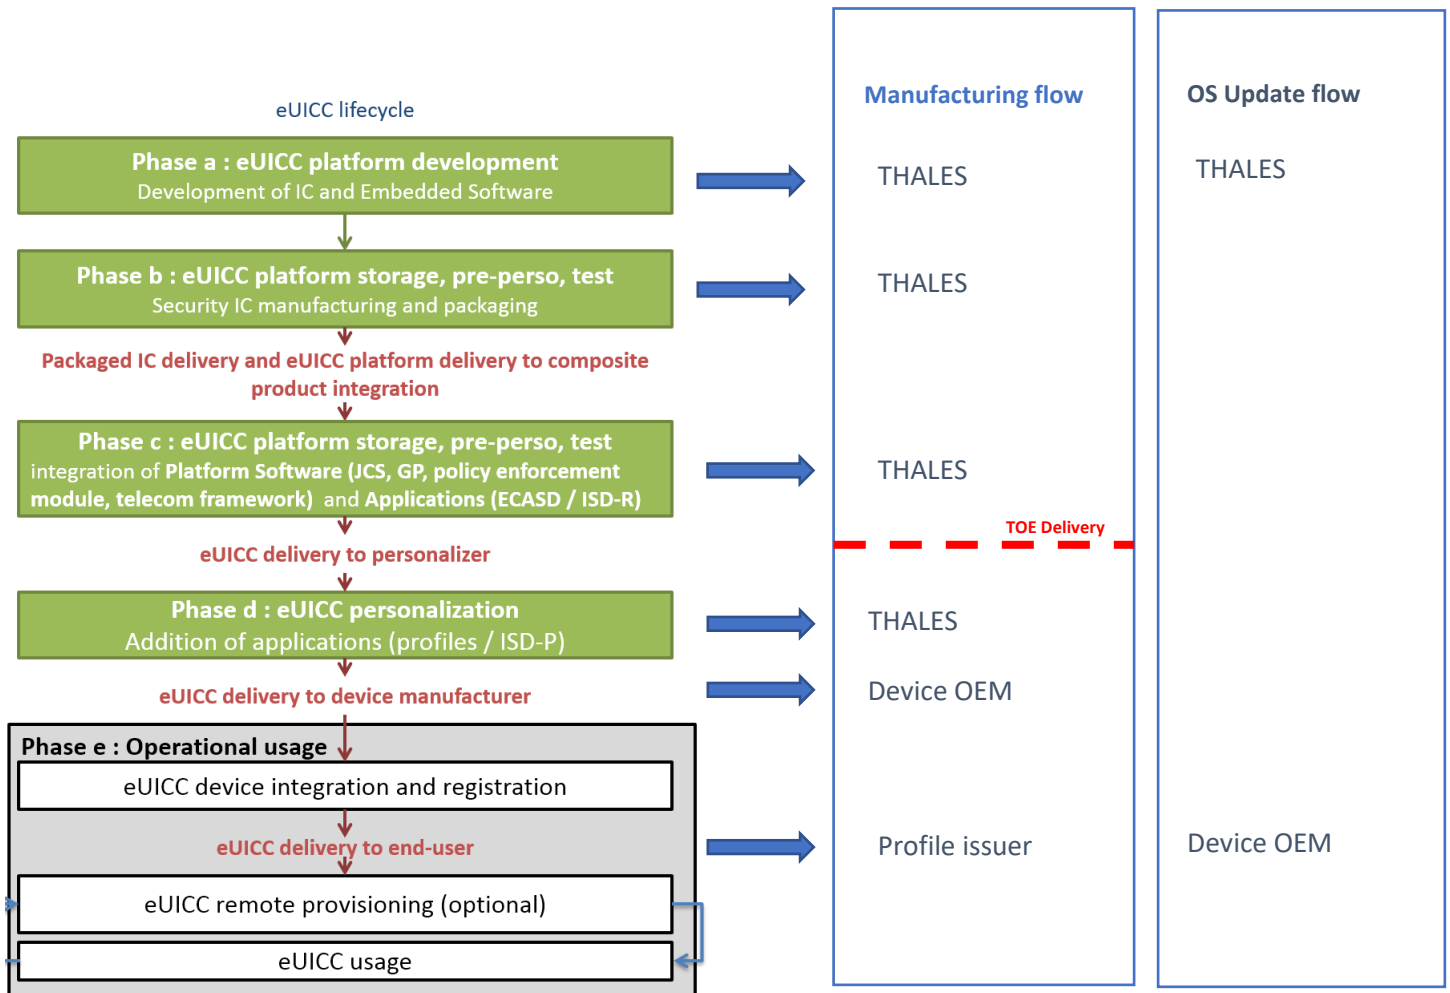 eUICC lifecycle
Manufacturing flow
OS Update flow
Phase a : eUICC platform development
Development of IC and Embedded Software
THALES
THALES
Phase b : eUICC platform storage, pre-perso, test
Security IC manufacturing and packaging
THALES
Packaged IC delivery and eUICC platform delivery to composite
product integration
Phase c : eUICC platform storage, pre-perso, test
integration of Platform Software (JCS, GP, policy enforcement
module, telecom framework) and Applications (ECASD / ISD-R)
THALES
TOE Delivery
eUICC delivery to personalizer
Phase d : eUICC personalization
Addition of applications (profiles / ISD-P)
THALES
eUICC delivery to device manufacturer
Device OEM
Phase e : Operational usage
eUICC device integration and registration
eUICC delivery to end-user
Profile issuer
Device OEM
eUICC remote provisioning (optional)
eUICC usage